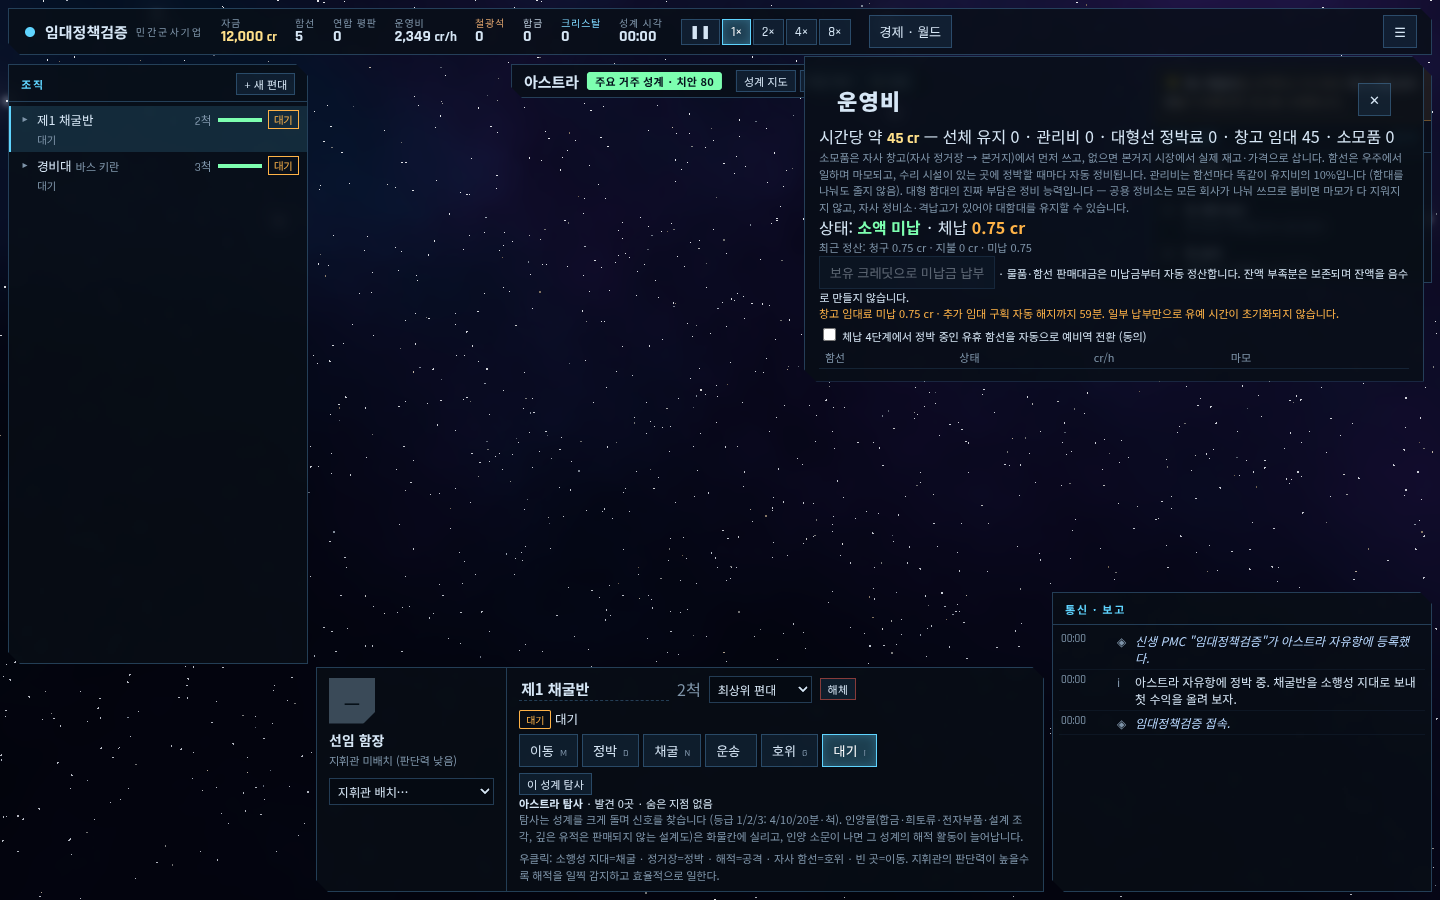 임대정책검증 민간군사기업
자금 12,000 cr
함선 5
연합 평판 0
운영비 2,349 cr/h
철광석 0
합금 0
크리스탈 0
성계 시각 00:00
❚❚ 1× 2× 4× 8×
경제 · 월드
☰
조직
+ 새 편대
▸ 제1 채굴반 2척 대기
대기
▸ 경비대 바스 키란 3척 대기
대기
아스트라 주요 거주 성계 · 치안 80 성계 지도
운영비
×
시간당 약 45 cr — 선체 유지 0 · 관리비 0 · 대형선 정박료 0 · 창고 임대 45 · 소모품 0
소모품은 자사 창고(자사 정거장 → 본거지)에서 먼저 쓰고, 없으면 본거지 시장에서 실제 재고·가격으로 삽니다. 함선은 우주에서
일하며 마모되고, 수리 시설이 있는 곳에 정박할 때마다 자동 정비됩니다. 관리비는 함선마다 똑같이 유지비의 10%입니다 (함대를
나눠도 줄지 않음). 대형 함대의 진짜 부담은 정비 능력입니다 — 공용 정비소는 모든 회사가 나눠 쓰므로 붐비면 마모가 다 지워지
지 않고, 자사 정비소·격납고가 있어야 대함대를 유지할 수 있습니다.
상태: 소액 미납 · 체납 0.75 cr
최근 정산: 청구 0.75 cr · 지불 0 cr · 미납 0.75
보유 크레딧으로 미납금 납부 · 물품·함선 판매대금은 미납금부터 자동 정산합니다. 잔액 부족분은 보존되며 잔액을 음수
로 만들지 않습니다.
창고 임대료 미납 0.75 cr · 추가 임대 구획 자동 해지까지 59분. 일부 납부만으로 유예 시간이 초기화되지 않습니다.
체납 4단계에서 정박 중인 유휴 함선을 자동으로 예비역 전환 (동의)
함선 상태 cr/h 마모
—
선임 함장
지휘관 미배치 (판단력 낮음)
지휘관 배치…
제1 채굴반 2척 최상위 편대 해체
대기 대기
이동 M 정박 D 채굴 N 운송 호위 G 대기 I
이 성계 탐사
아스트라 탐사 · 발견 0곳 · 숨은 지점 없음
탐사는 성계를 크게 돌며 신호를 찾습니다 (등급 1/2/3: 4/10/20분·척). 인양물(합금·희토류·전자부품·설계 조
각, 깊은 유적은 판매되지 않는 설계도)은 화물칸에 실리고, 인양 소문이 나면 그 성계의 해적 활동이 늘어납니다.
우클릭: 소행성 지대=채굴 · 정거장=정박 · 해적=공격 · 자사 함선=호위 · 빈 곳=이동. 지휘관의 판단력이 높을수
록 해적을 일찍 감지하고 효율적으로 일한다.
통신 · 보고
00:00 ◈ 신생 PMC "임대정책검증"가 아스트라 자유항에 등록했
다.
00:00 i 아스트라 자유항에 정박 중. 채굴반을 소행성 지대로 보내
첫 수익을 올려 보자.
00:00 ◈ 임대정책검증 접속.